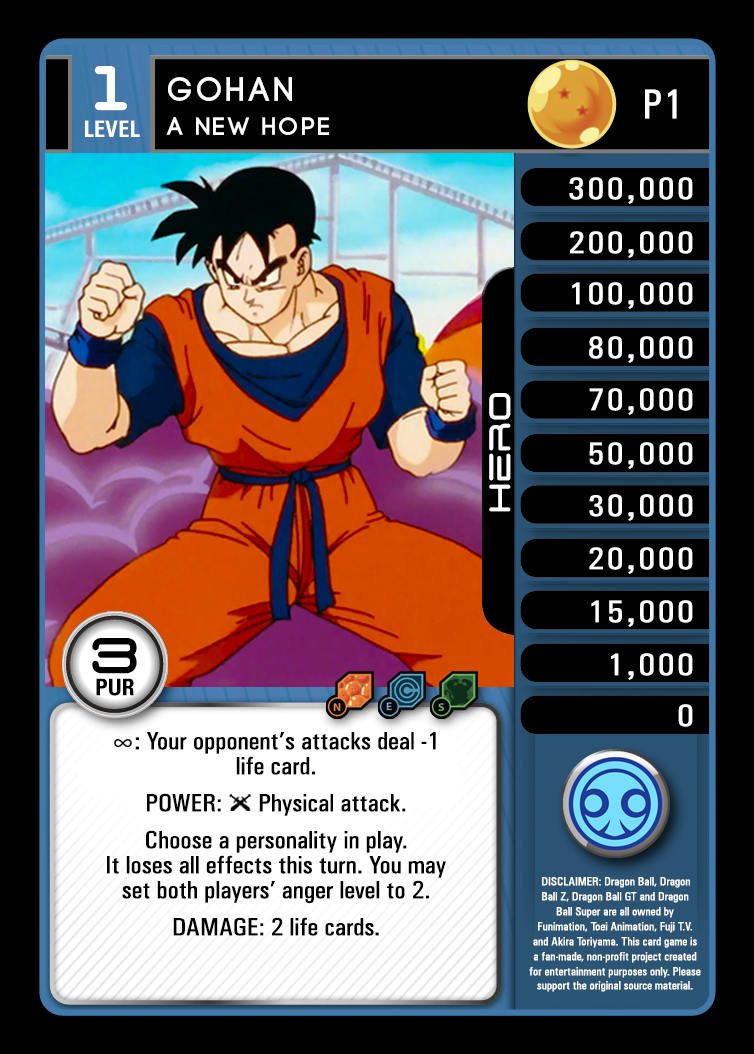 1
LEVEL
GOHAN
A NEW HOPE
P1
300,000
200,000
100,000
80,000
70,000
50,000
30,000
20,000
15,000
1,000
0
HERO
3
PUR
N E S
∞: Your opponent's attacks deal -1
life card.
POWER: Physical attack.
Choose a personality in play.
It loses all effects this turn. You may
set both players' anger level to 2.
DAMAGE: 2 life cards.
DISCLAIMER: Dragon Ball, Dragon
Ball Z, Dragon Ball GT and Dragon
Ball Super are all owned by
Funimation, Toei Animation, Fuji T.V.
and Akira Toriyama. This card game is
a fan-made, non-profit project created
for entertainment purposes only. Please
support the original source material.